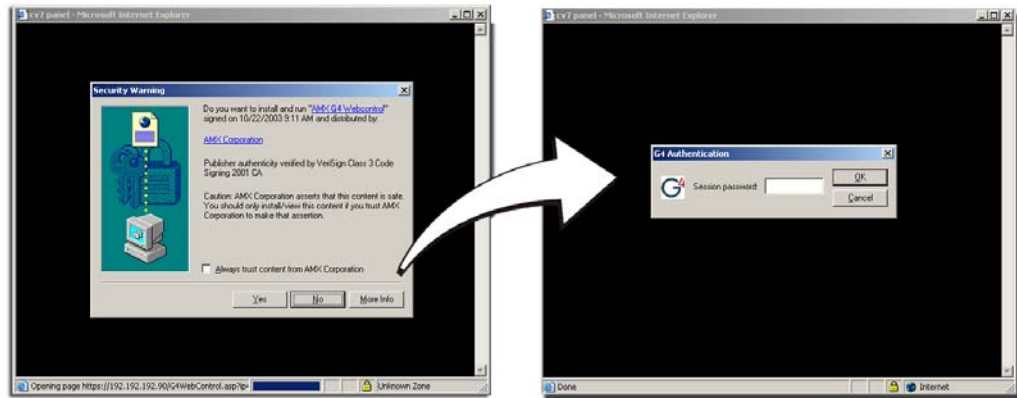 cv7 panel - Microsoft Internet Explorer
Security Warning
Do you want to install and run "AMX G4 Webcontrol"
signed on 10/22/2003 9:11 AM and distributed by:
AMX Corporation
Publisher authenticity verified by VeriSign Class 3 Code
Signing 2001 CA
Caution: AMX Corporation asserts that this content is safe.
You should only install/view this content if you trust AMX
Corporation to make that assertion.
Always trust content from AMX Corporation
Yes
No
More Info
Opening page https://192.192.192.90/G4WebControl.asp?ip=
Unknown Zone
cv7 panel - Microsoft Internet Explorer
G4 Authentication
G4
Session password:
OK
Cancel
Done
Internet